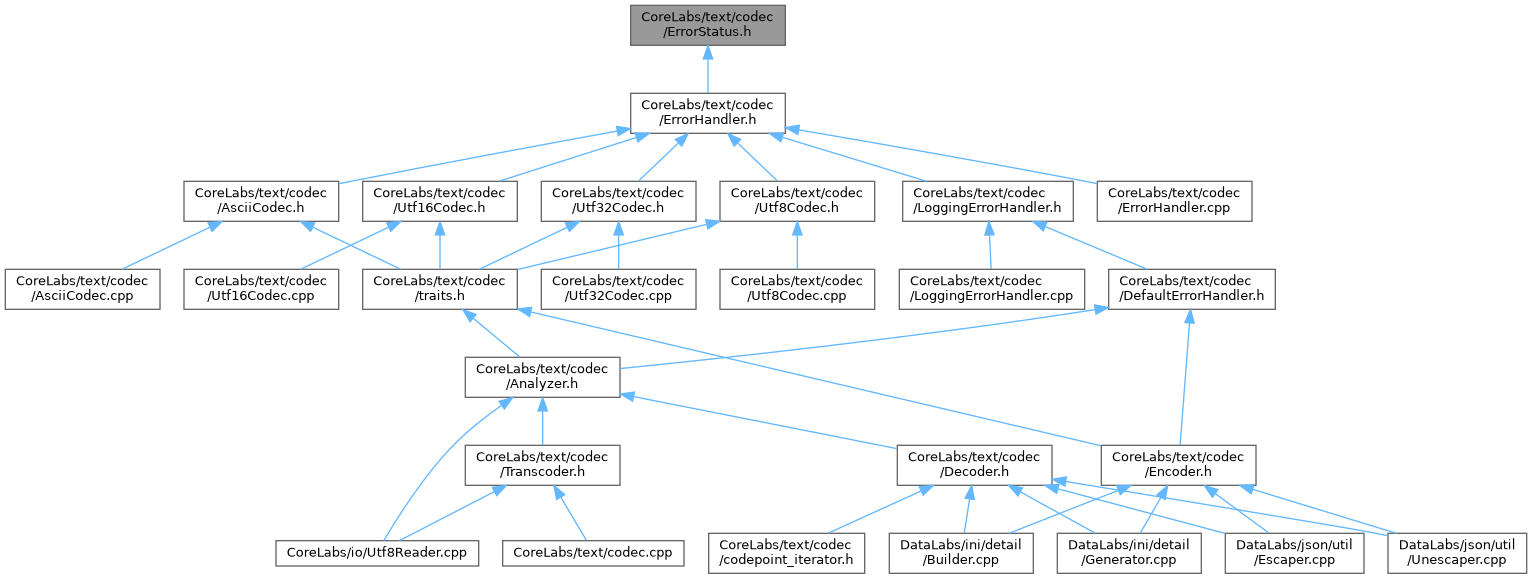 CoreLabs/text/codec
/ErrorStatus.h
CoreLabs/text/codec
/ErrorHandler.h
CoreLabs/text/codec
/AsciiCodec.h
CoreLabs/text/codec
/Utf16Codec.h
CoreLabs/text/codec
/Utf32Codec.h
CoreLabs/text/codec
/Utf8Codec.h
CoreLabs/text/codec
/LoggingErrorHandler.h
CoreLabs/text/codec
/ErrorHandler.cpp
CoreLabs/text/codec
/AsciiCodec.cpp
CoreLabs/text/codec
/Utf16Codec.cpp
CoreLabs/text/codec
/traits.h
CoreLabs/text/codec
/Utf32Codec.cpp
CoreLabs/text/codec
/Utf8Codec.cpp
CoreLabs/text/codec
/LoggingErrorHandler.cpp
CoreLabs/text/codec
/DefaultErrorHandler.h
CoreLabs/text/codec
/Analyzer.h
CoreLabs/text/codec
/Transcoder.h
CoreLabs/text/codec
/Decoder.h
CoreLabs/text/codec
/Encoder.h
CoreLabs/io/Utf8Reader.cpp
CoreLabs/text/codec.cpp
CoreLabs/text/codec
/codepoint_iterator.h
DataLabs/ini/detail
/Builder.cpp
DataLabs/ini/detail
/Generator.cpp
DataLabs/json/util
/Escaper.cpp
DataLabs/json/util
/Unescaper.cpp